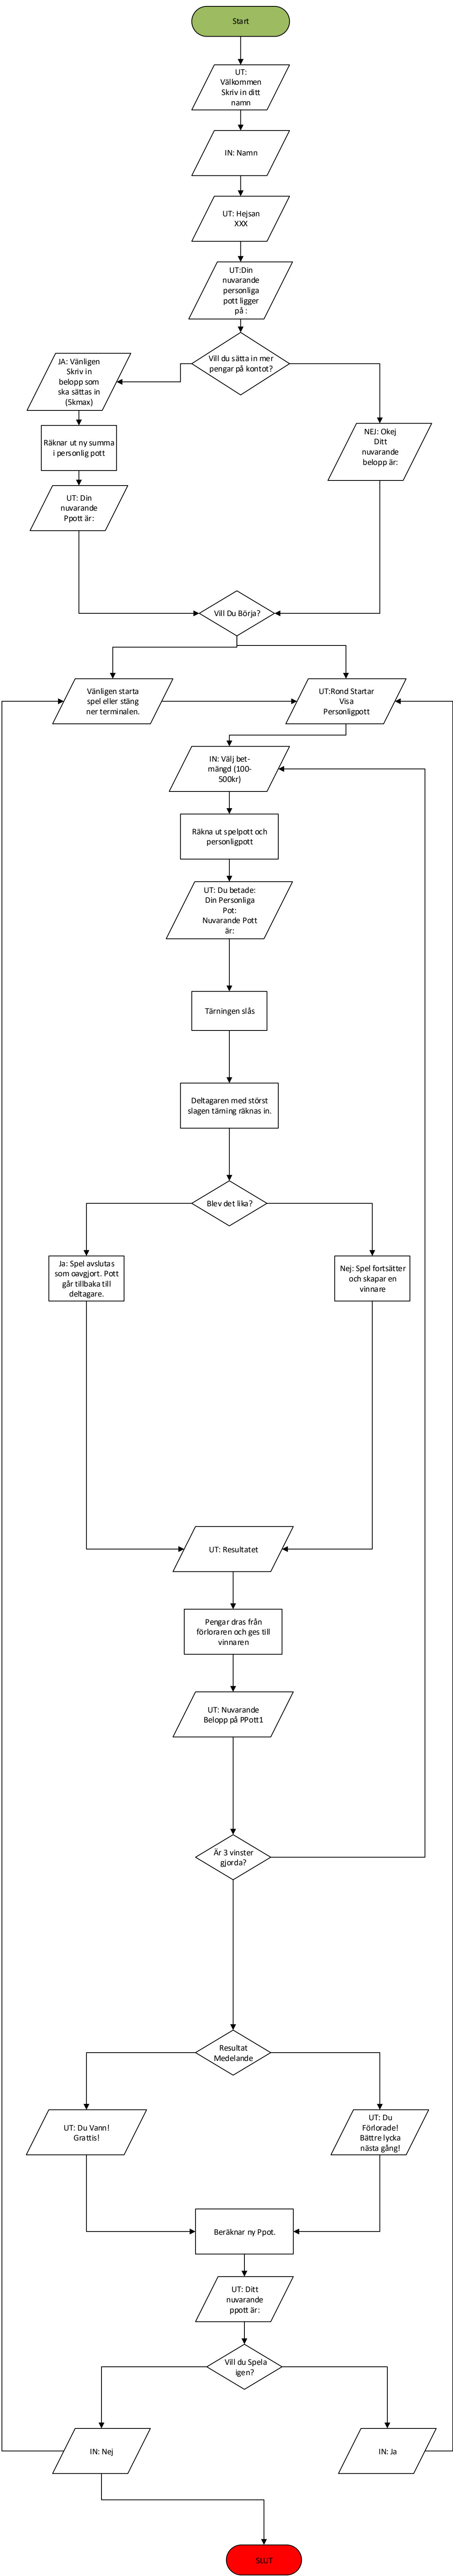 Start
UT:
Välkommen
Skriv in ditt
namn
IN: Namn
UT: Hejsan
XXX
UT:Din
nuvarande
personliga
pott ligger
på :
Vill du sätta in mer
pengar på kontot?
JA: Vänligen
Skriv in
belopp som
ska sättas in
(5kmax)
NEJ: Okej
Ditt
nuvarande
belopp är:
Räknar ut ny summa
i personlig pott
UT: Din
nuvarande
Ppott är:
Vill Du Börja?
Vänligen starta
spel eller stäng
ner terminalen.
UT:Rond Startar
Visa
Personligpott
IN: Välj bet-
mängd (100-
500kr)
Räkna ut spelpott och
personligpott
UT: Du betade:
Din Personliga
Pot:
Nuvarande Pott
är:
Tärningen slås
Deltagaren med störst
slagen tärning räknas in.
Blev det lika?
Ja: Spel avslutas
som oavgjort. Pott
går tillbaka till
deltagare.
Nej: Spel fortsätter
och skapar en
vinnare
UT: Resultatet
Pengar dras från
förloraren och ges till
vinnaren
UT: Nuvarande
Belopp på PPott1
Är 3 vinster
gjorda?
Resultat
Medelande
UT: Du Vann!
Grattis!
UT: Du
Förlorade!
Bättre lycka
nästa gång!
Beräknar ny Ppot.
UT: Ditt
nuvarande
ppott är:
Vill du Spela
igen?
IN: Nej
IN: Ja
SLUT